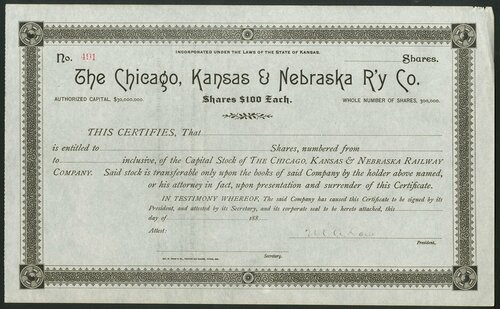 INCORPORATED UNDER THE LAWS OF THE STATE OF KANSAS.
No. 491 Shares.
The Chicago, Kansas & Nebraska R'y Co.
AUTHORIZED CAPITAL, $30,000,000. Shares $100 Each. WHOLE NUMBER OF SHARES, 300,000.
THIS CERTIFIES, That
is entitled to Shares, numbered from
to inclusive, of the Capital Stock of THE CHICAGO, KANSAS & NEBRASKA RAILWAY
COMPANY. Said stock is transferable only upon the books of said Company by the holder above named,
or his attorney in fact, upon presentation and surrender of this Certificate.
IN TESTIMONY WHEREOF, The said Company has caused this Certificate to be signed by its
President, and attested by its Secretary, and its corporate seal to be hereto attached, this
day of 188
Attest:
President.
Secretary.